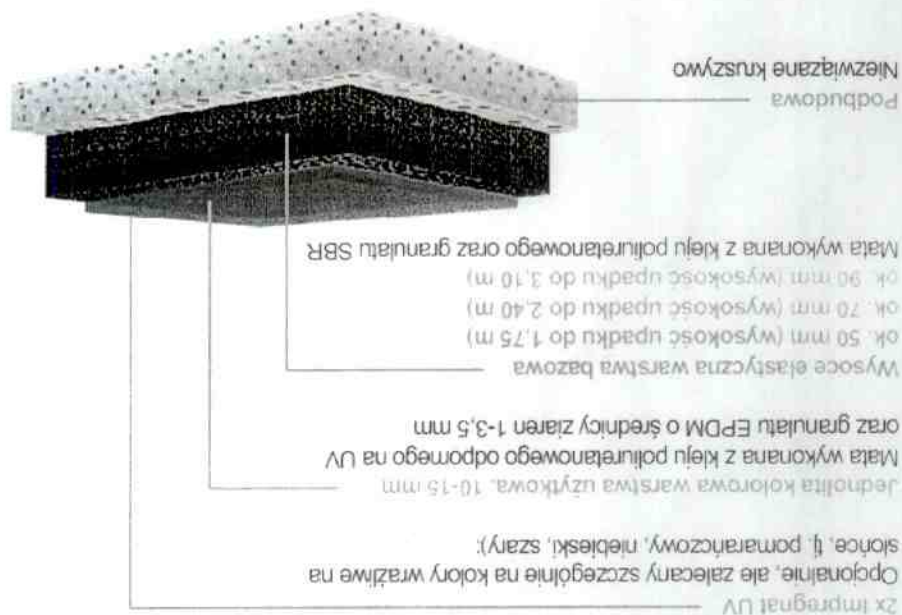 2x Impregnat UV
Opcjonalnie, ale zalecany szczególnie na kolory wrażliwe na
słońce, tj. pomarańczowy, niebieski, szary):
Jednolita kolorowa warstwa użytkowa, 10-15 mm
Mata wykonana z kleju poliuretanowego odpornego na UV
oraz granulatu EPDM o średnicy ziaren 1-3,5 mm
Wysoce elastyczna warstwa bazowa
ok. 50 mm (wysokość upadku do 1,75 m)
ok. 70 mm (wysokość upadku do 2,40 m)
ok. 90 mm (wysokość upadku do 3,10 m)
Mata wykonana z kleju poliuretanowego oraz granulatu SBR
Podbudowa
Niezwiązane kruszywo